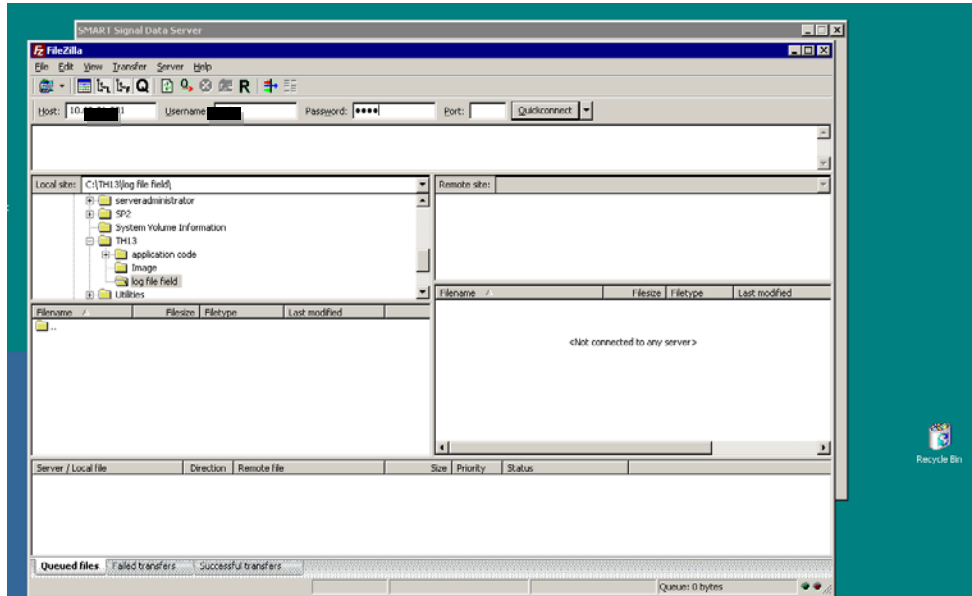 SMART Signal Data Server
FileZilla
File Edit View Transfer Server Help
Host: Username: Password: ●●●● Port: Quickconnect
Local site: C:\TH13\log file field\
Remote site:
serveradministrator
SP2
System Volume Information
TH13
application code
Image
log file field
Utilities
Filename Filesize Filetype Last modified
..
Filename Filesize Filetype Last modified
<Not connected to any server>
Recycle Bin
Server / Local file Direction Remote file Size Priority Status
Queued files Failed transfers Successful transfers
Queue: 0 bytes